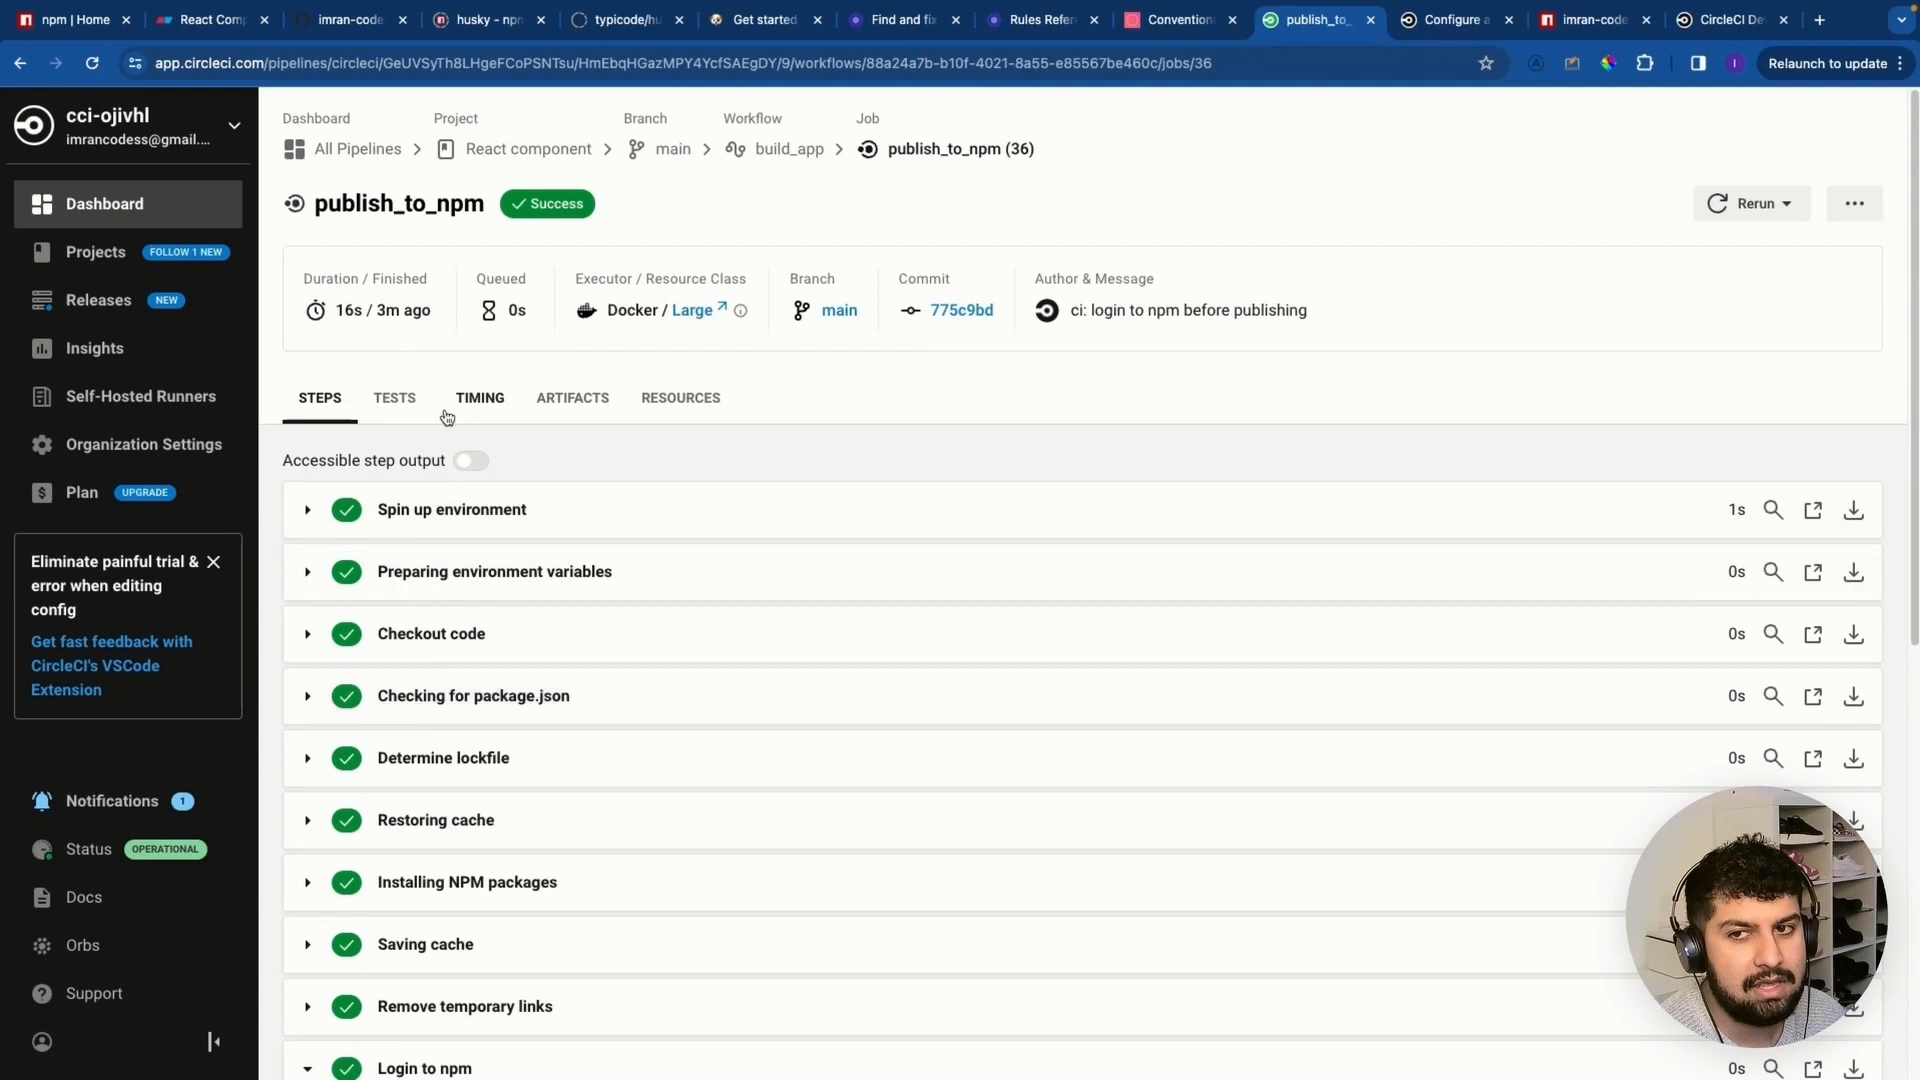 npm | Home
React Comp
imran-code
husky - npm
typicode/hu
Get started
Find and fix
Rules Refer
Convention
publish_to_
Configure a
imran-code
CircleCI De
app.circleci.com/pipelines/circleci/GeUVSyTh8LHgeFCoPSNTsu/HmEbqHGazMPY4YcfSAEgDY/9/workflows/88a24a7b-b10f-4021-8a55-e85567be460c/jobs/36
Relaunch to update
cci-ojivhl
imrancodess@gmail....
Dashboard
Projects FOLLOW 1 NEW
Releases NEW
Insights
Self-Hosted Runners
Organization Settings
Plan UPGRADE
Eliminate painful trial &
error when editing
config
Get fast feedback with
CircleCI's VSCode
Extension
Notifications 1
Status OPERATIONAL
Docs
Orbs
Support
Dashboard Project Branch Workflow Job
All Pipelines React component main build_app publish_to_npm (36)
publish_to_npm Success
Rerun
Duration / Finished Queued Executor / Resource Class Branch Commit Author & Message
16s / 3m ago 0s Docker / Large main 775c9bd ci: login to npm before publishing
STEPS TESTS TIMING ARTIFACTS RESOURCES
Accessible step output
Spin up environment 1s
Preparing environment variables 0s
Checkout code 0s
Checking for package.json 0s
Determine lockfile 0s
Restoring cache
Installing NPM packages
Saving cache
Remove temporary links
Login to npm 0s